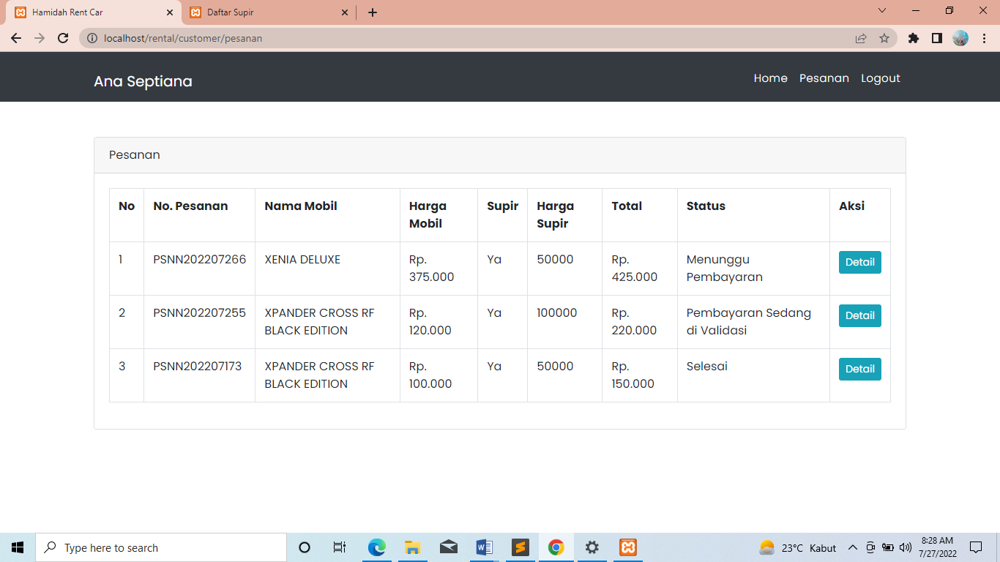 Hamidah Rent Car
Daftar Supir
localhost/rental/customer/pesanan
Ana Septiana
Home Pesanan Logout
Pesanan
No No. Pesanan Nama Mobil Harga Mobil Supir Harga Supir Total Status Aksi
1 PSNN202207266 XENIA DELUXE Rp. 375.000 Ya 50000 Rp. 425.000 Menunggu Pembayaran Detail
2 PSNN202207255 XPANDER CROSS RF BLACK EDITION Rp. 120.000 Ya 100000 Rp. 220.000 Pembayaran Sedang di Validasi Detail
3 PSNN202207173 XPANDER CROSS RF BLACK EDITION Rp. 100.000 Ya 50000 Rp. 150.000 Selesai Detail
Type here to search
23°C Kabut
8:28 AM
7/27/2022